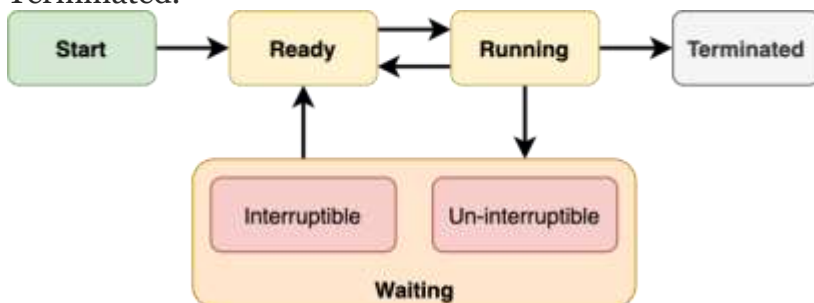 Terminated.
Start
Ready
Running
Terminated
Interruptible
Un-interruptible
Waiting